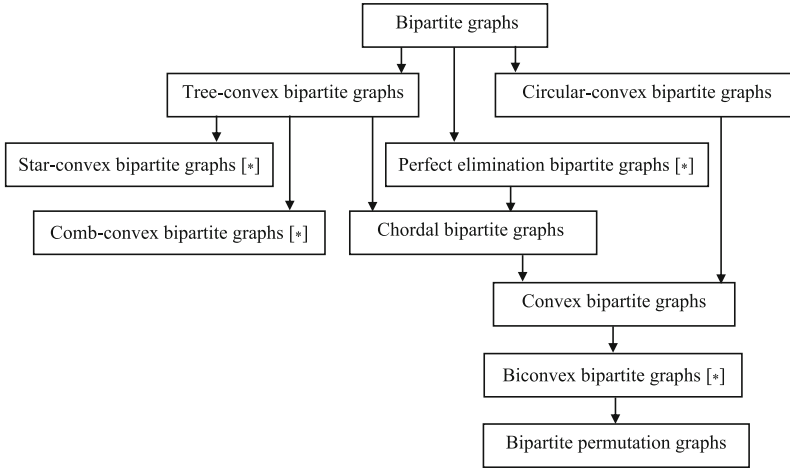 Bipartite graphs
Tree-convex bipartite graphs
Circular-convex bipartite graphs
Star-convex bipartite graphs [*]
Perfect elimination bipartite graphs [*]
Comb-convex bipartite graphs [*]
Chordal bipartite graphs
Convex bipartite graphs
Biconvex bipartite graphs [*]
Bipartite permutation graphs